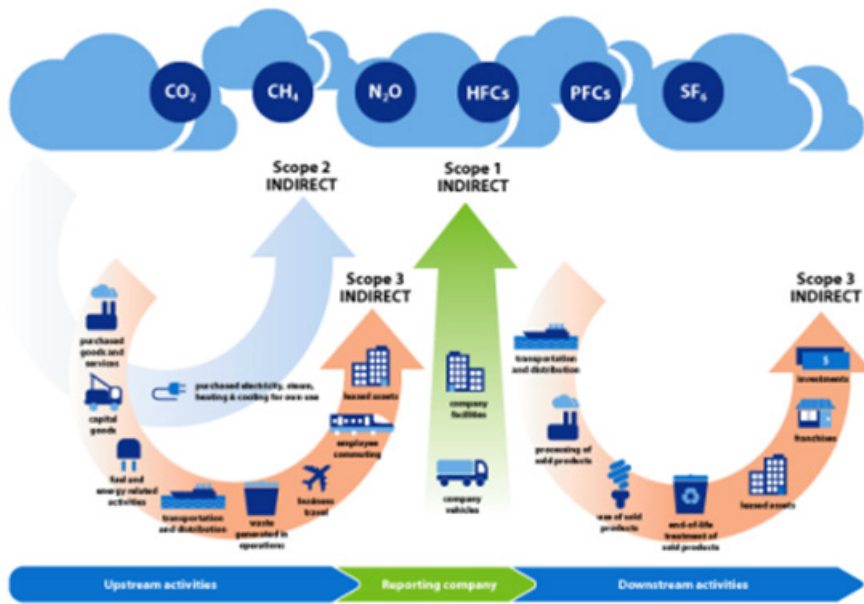 CO₂
CH₄
N₂O
HFCs
PFCs
SF₆
Scope 2
INDIRECT
Scope 1
INDIRECT
Scope 3
INDIRECT
Scope 3
INDIRECT
purchased
goods and
services
capital
goods
fuel and
energy related
activities
transportation
and distribution
waste
generated in
operations
business
travel
employee
commuting
leased assets
purchased electricity, steam,
heating & cooling for own use
company
facilities
company
vehicles
transportation
and distribution
processing of
sold products
use of sold
products
end-of-life
treatment of
sold products
leased assets
franchises
investments
$
Upstream activities
Reporting company
Downstream activities